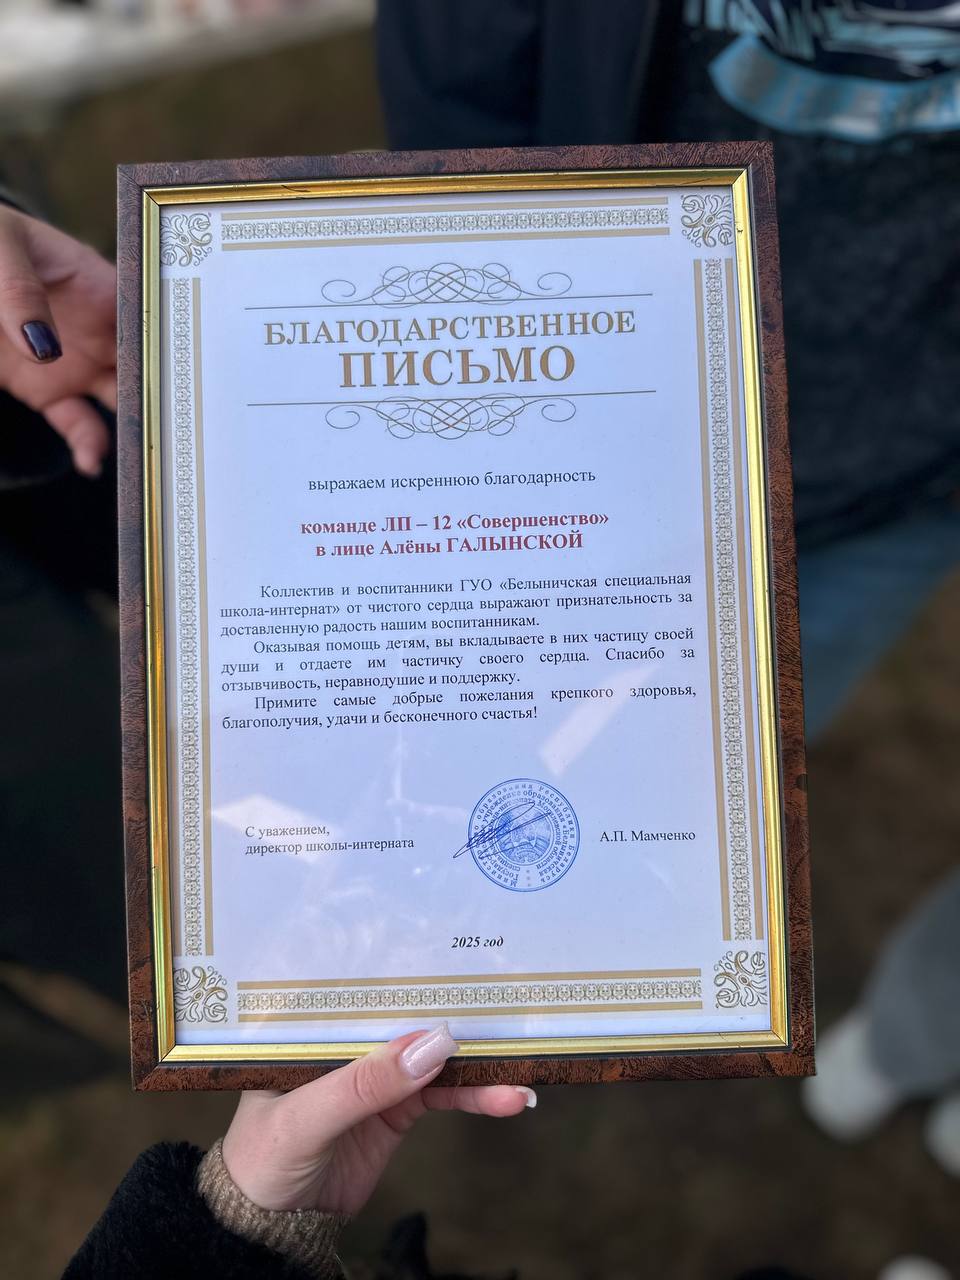 БЛАГОДАРСТВЕННОЕ
ПИСЬМО
выражаем искреннюю благодарность
команде ЛП – 12 «Совершенство»
в лице Алёны ГАЛЫНСКОЙ
Коллектив и воспитанники ГУО «Белыничская специальная
школа-интернат» от чистого сердца выражают признательность за
доставленную радость нашим воспитанникам.
Оказывая помощь детям, вы вкладываете в них частицу своей
души и отдаете им частичку своего сердца. Спасибо за
отзывчивость, неравнодушие и поддержку.
Примите самые добрые пожелания крепкого здоровья,
благополучия, удачи и бесконечного счастья!
С уважением,
директор школы-интерната
А.П. Мамченко
2025 год